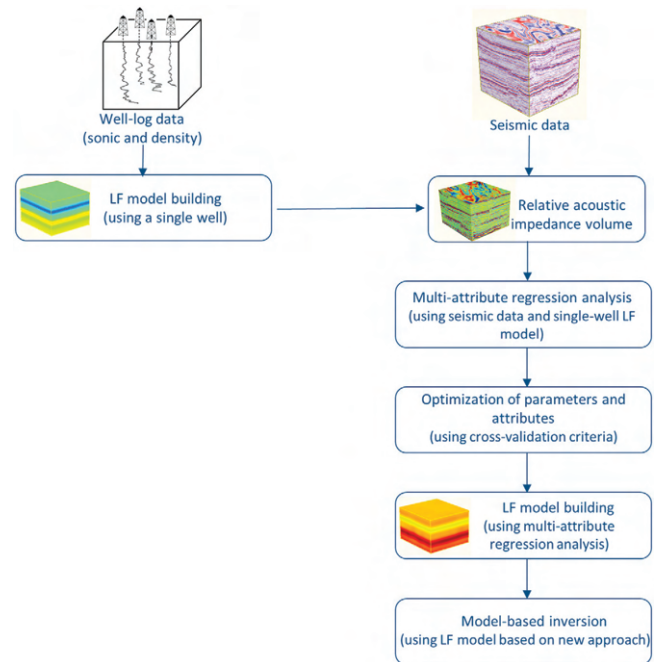 Well-log data
(sonic and density)
Seismic data
LF model building
(using a single well)
Relative acoustic
impedance volume
Multi-attribute regression analysis
(using seismic data and single-well LF
model)
Optimization of parameters and
attributes
(using cross-validation criteria)
LF model building
(using multi-attribute
regression analysis)
Model-based inversion
(using LF model based on new approach)